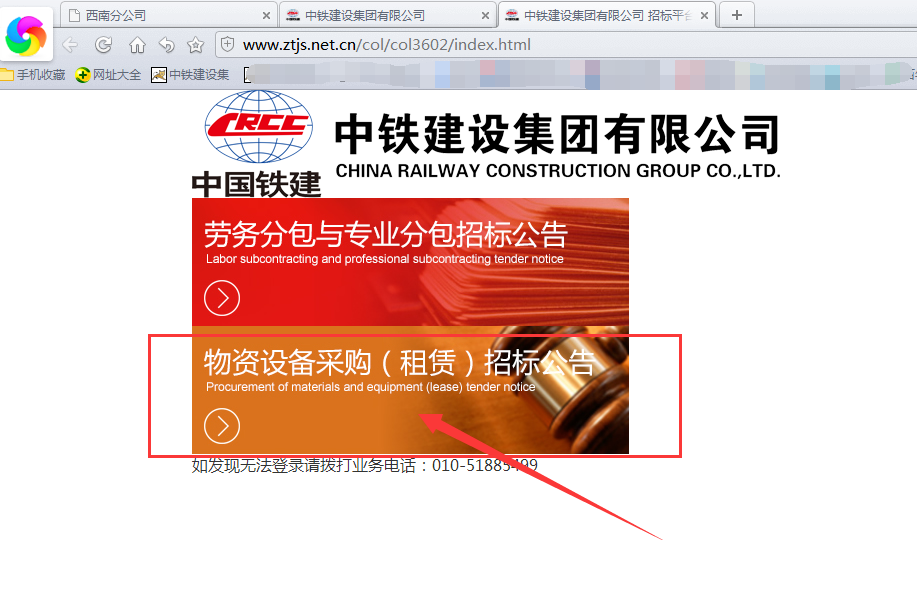 西南分公司
中铁建设集团有限公司
中铁建设集团有限公司 招标平台
www.ztjs.net.cn/col/col3602/index.html
手机收藏
网址大全
中铁建设集
CRCC
中国铁建
中铁建设集团有限公司
CHINA RAILWAY CONSTRUCTION GROUP CO.,LTD.
劳务分包与专业分包招标公告
Labor subcontracting and professional subcontracting tender notice
物资设备采购（租赁）招标公告
Procurement of materials and equipment (lease) tender notice
如发现无法登录请拨打业务电话：010-51885499